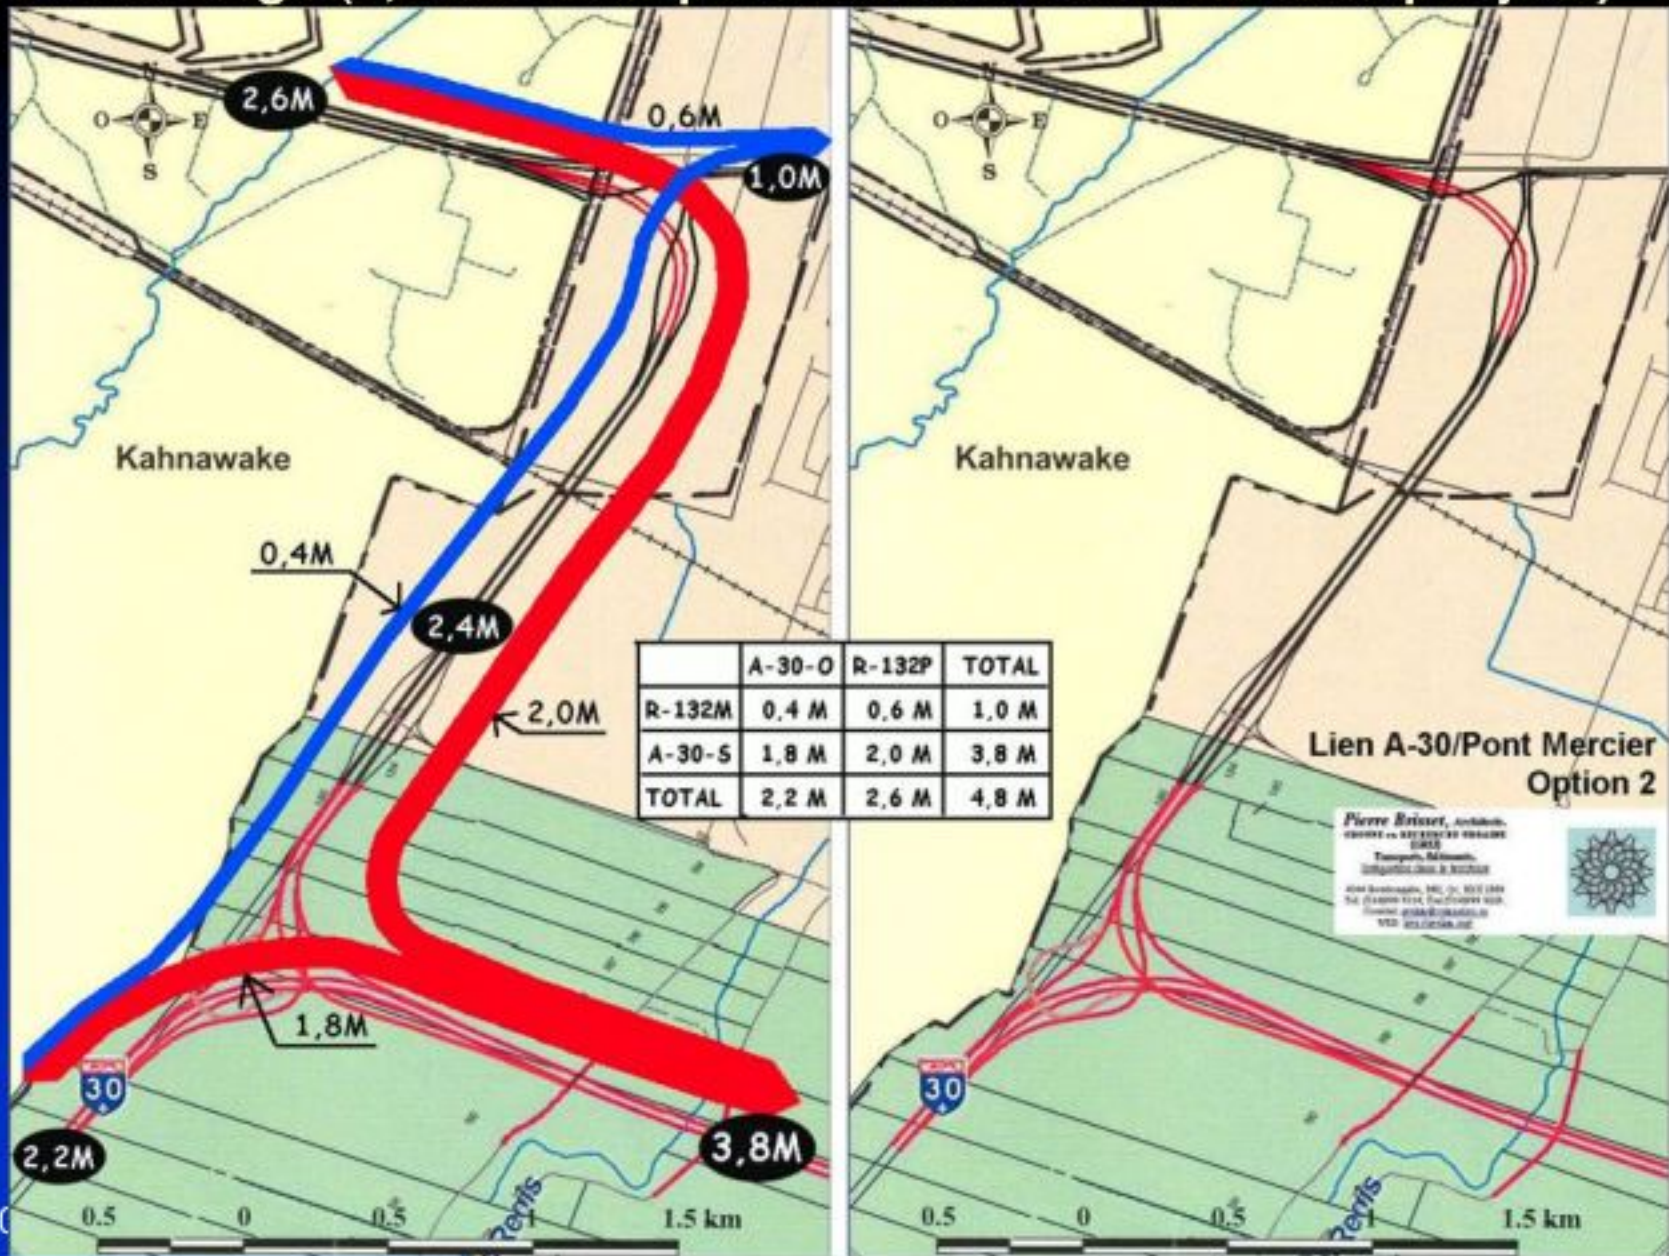 2,6M
0,6M
1,0M
O E
S
Kahnawake
0,4M
2,4M
2,0M
1,8M
30
2,2M
3,8M
0.5 0 0.5 1 1.5 km
A-30-O R-132P TOTAL
R-132M 0,4 M 0,6 M 1,0 M
A-30-S 1,8 M 2,0 M 3,8 M
TOTAL 2,2 M 2,6 M 4,8 M
O E
S
Kahnawake
Lien A-30/Pont Mercier
Option 2
Pierre Brisset, Architecte.
30
0.5 0 0.5 1 1.5 km